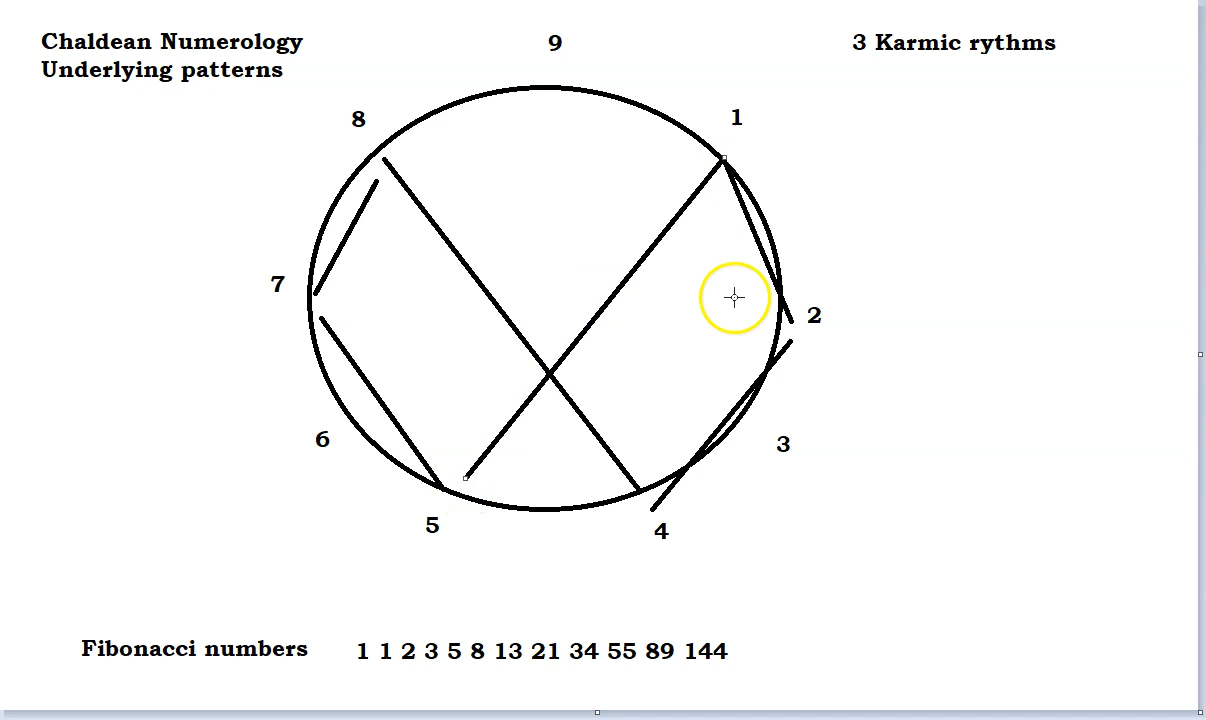 Chaldean Numerology
Underlying patterns
9
3 Karmic rythms
8
1
7
2
6
3
5
4
Fibonacci numbers
1 1 2 3 5 8 13 21 34 55 89 144